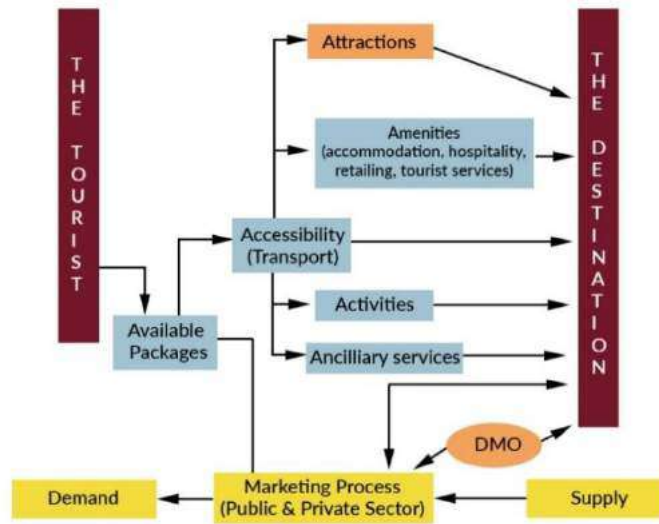 THE TOURIST
Attractions
Amenities
(accommodation, hospitality,
retailing, tourist services)
Accessibility
(Transport)
Activities
Available
Packages
Ancilliary services
THE DESTINATION
DMO
Demand
Marketing Process
(Public & Private Sector)
Supply